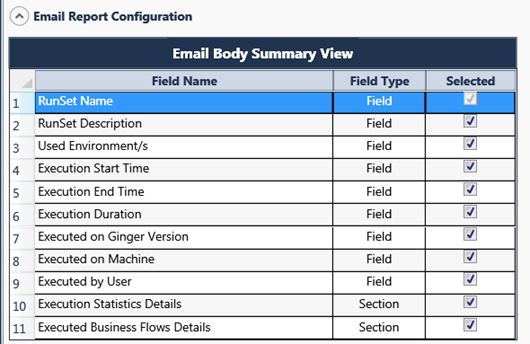 Email Report Configuration
Email Body Summary View
Field Name Field Type Selected
1 RunSet Name Field
2 RunSet Description Field
3 Used Environment/s Field
4 Execution Start Time Field
5 Execution End Time Field
6 Execution Duration Field
7 Executed on Ginger Version Field
8 Executed on Machine Field
9 Executed by User Field
10 Execution Statistics Details Section
11 Executed Business Flows Details Section